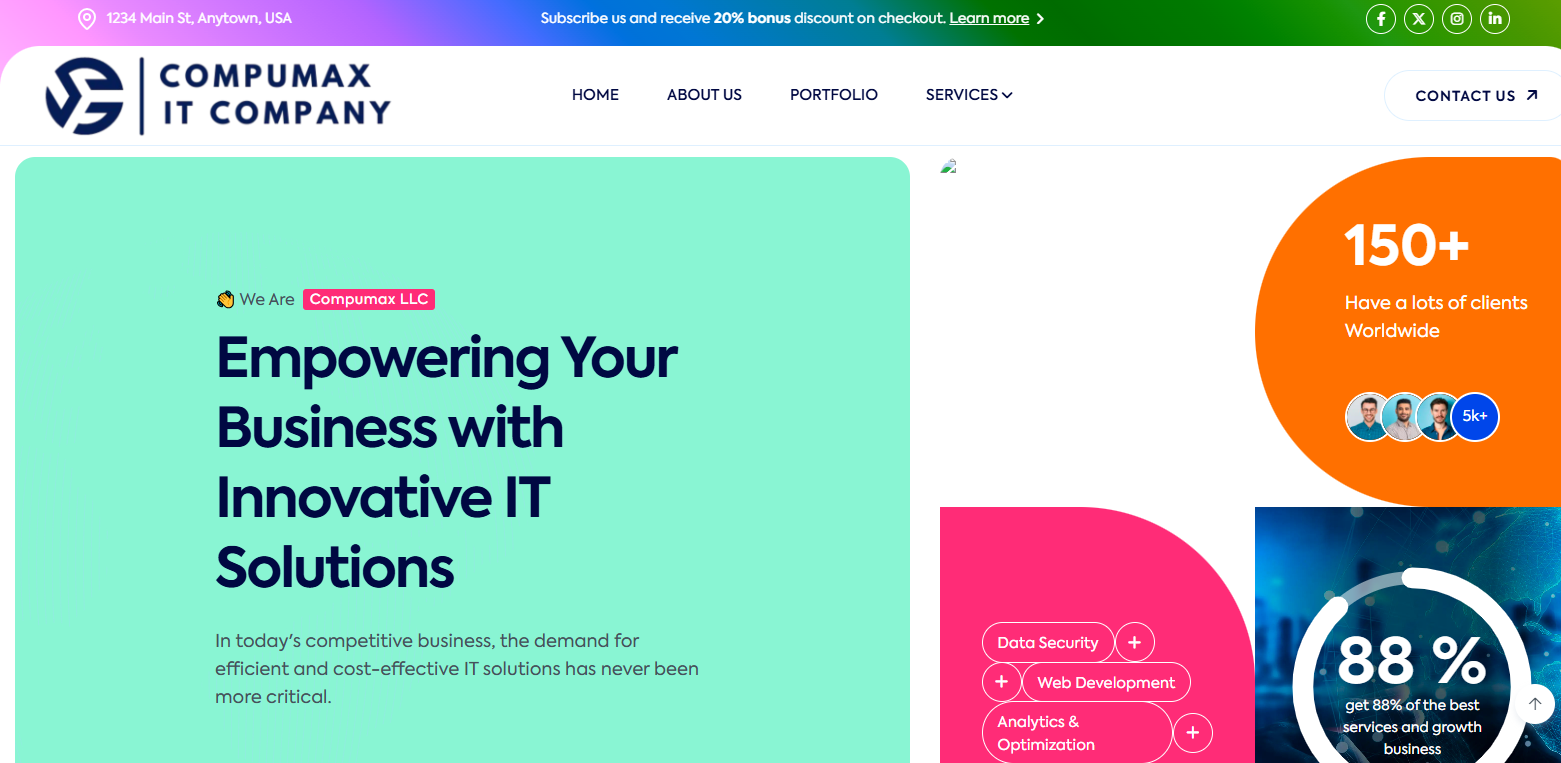 1234 Main St, Anytown, USA
Subscribe us and receive 20% bonus discount on checkout. Learn more
COMPUMAX
IT COMPANY
HOME
ABOUT US
PORTFOLIO
SERVICES
CONTACT US
👋 We Are Compumax LLC
Empowering Your
Business with
Innovative IT
Solutions
In today's competitive business, the demand for
efficient and cost-effective IT solutions has never been
more critical.
150+
Have a lots of clients
Worldwide
5k+
Data Security +
+ Web Development
Analytics &
Optimization +
88 %
get 88% of the best
services and growth
business